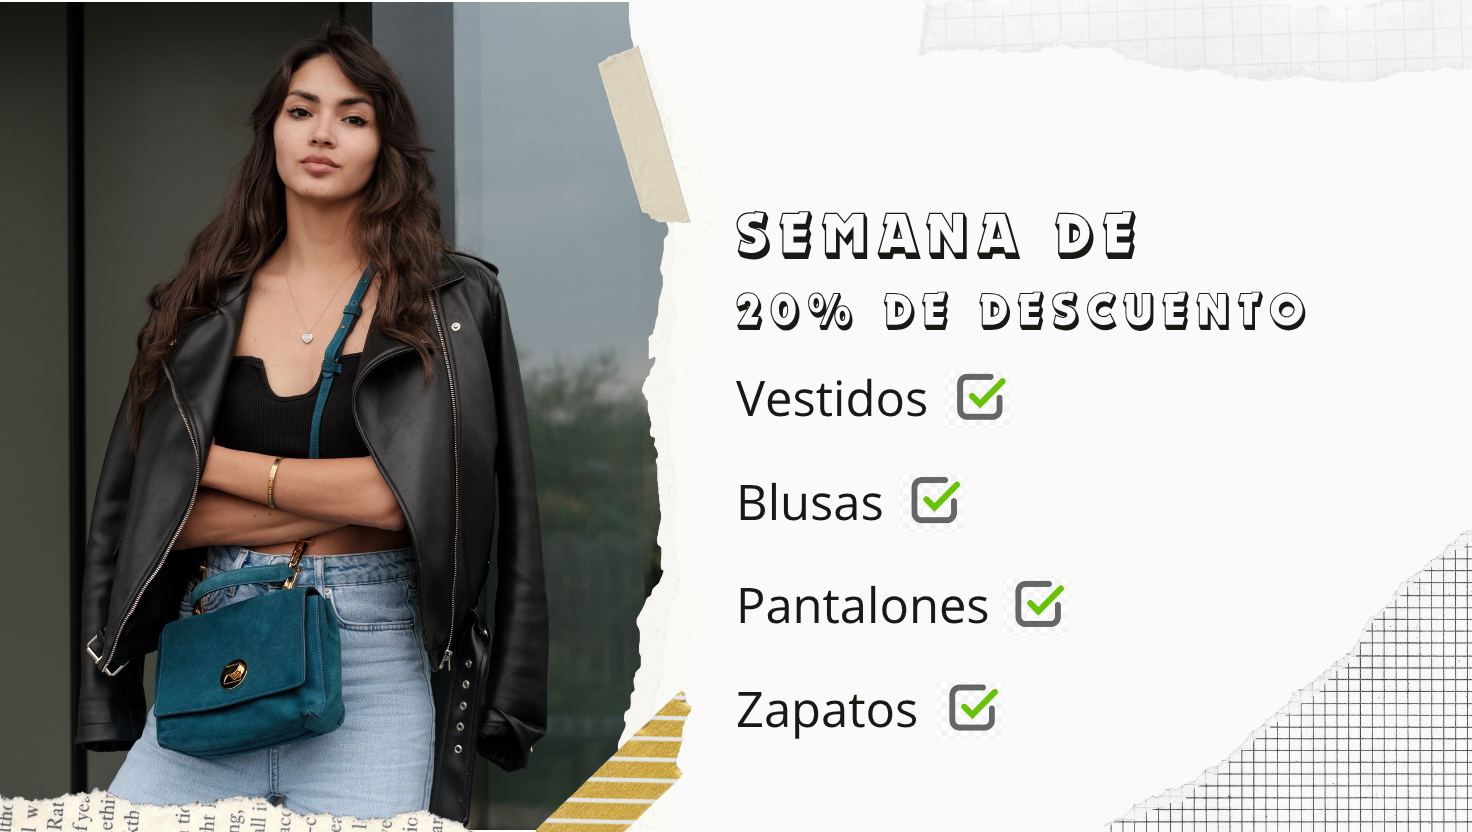 SEMANA DE
20% DE DESCUENTO
Vestidos
Blusas
Pantalones
Zapatos